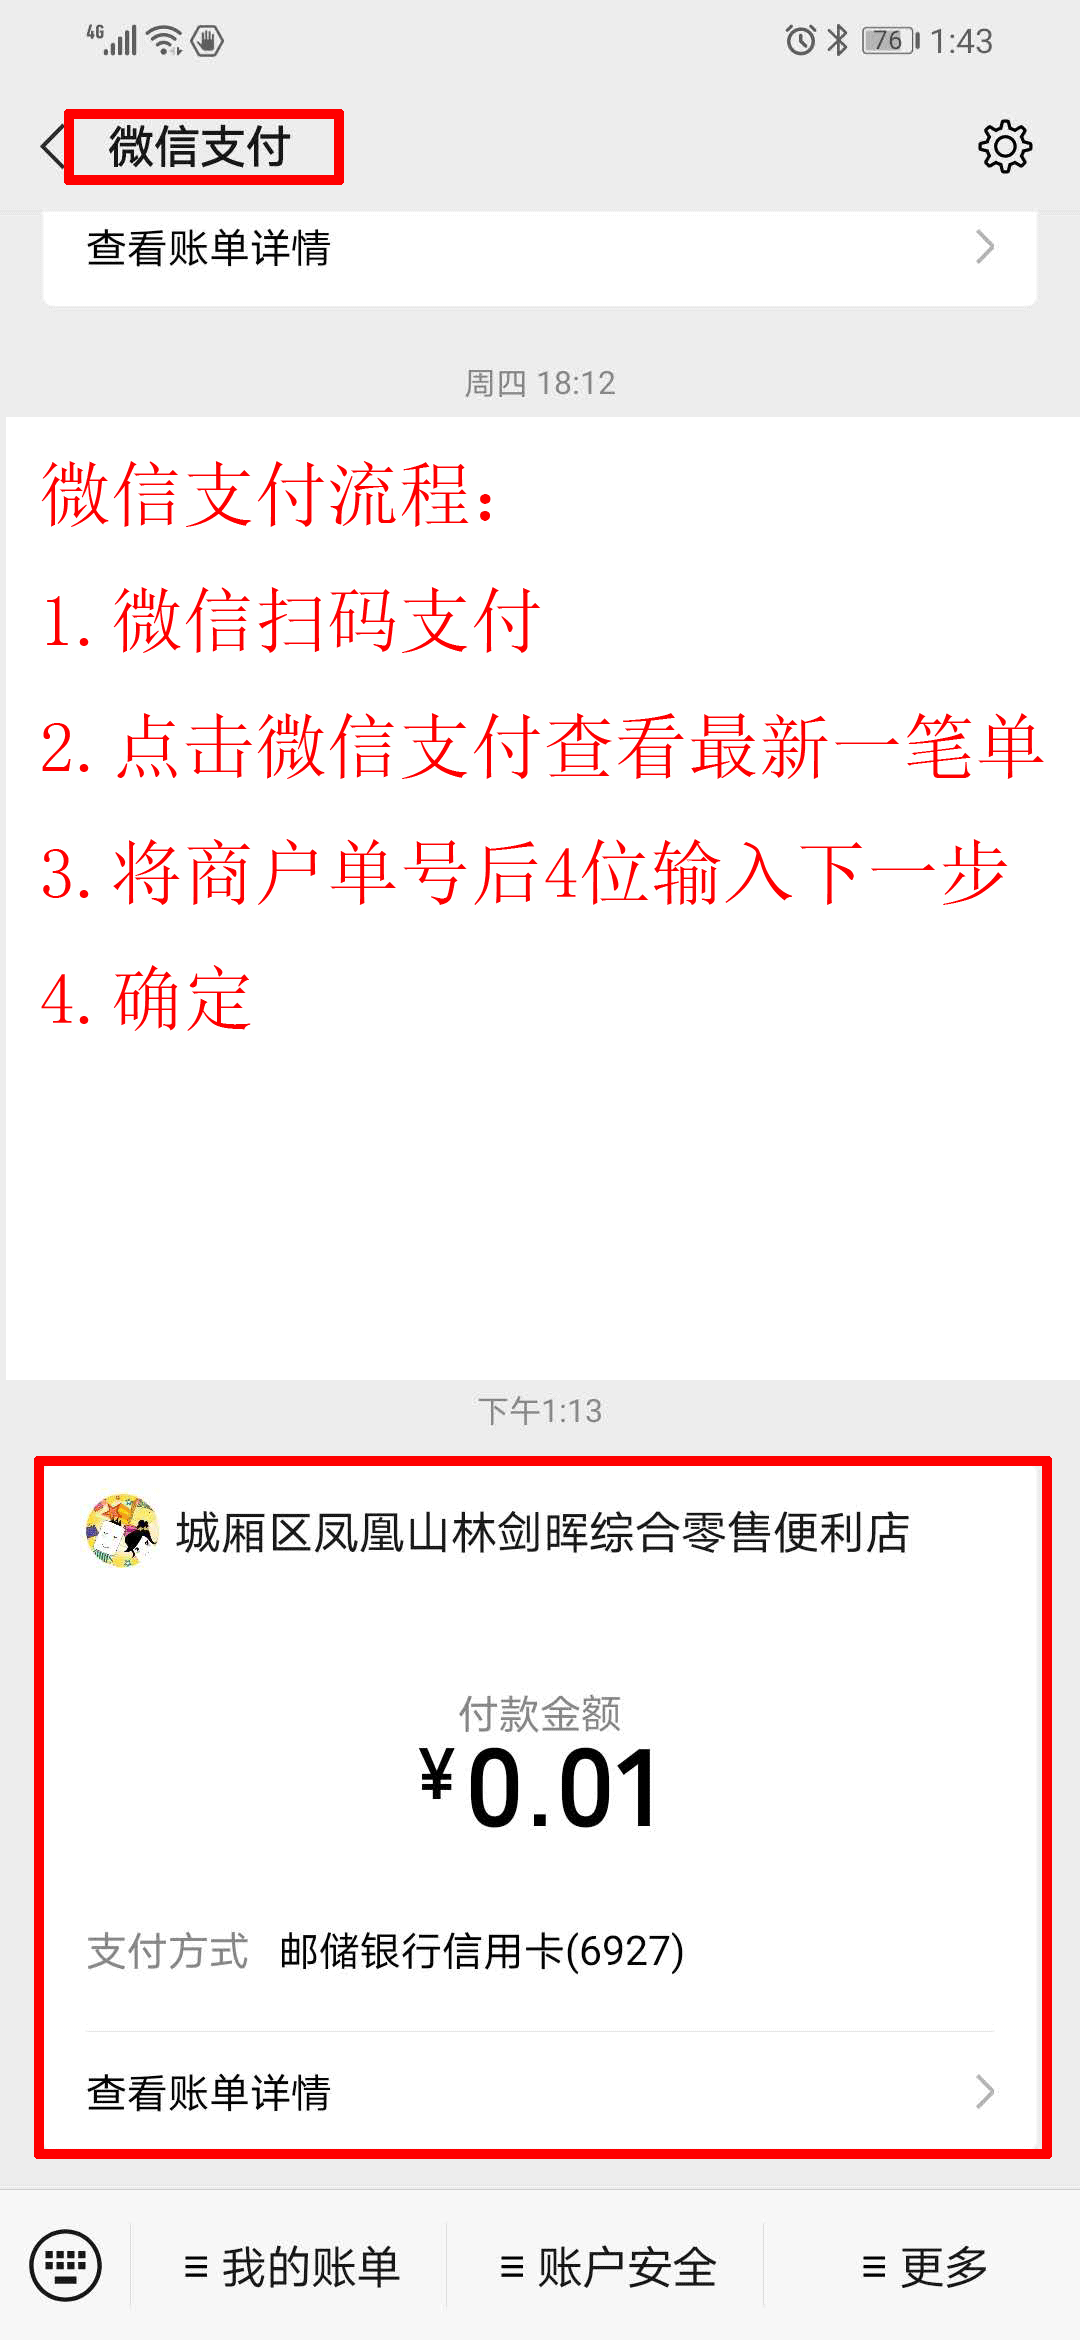 4G 76 1:43
微信支付
查看账单详情
周四 18:12
微信支付流程：
1.微信扫码支付
2.点击微信支付查看最新一笔单
3.将商户单号后4位输入下一步
4.确定
下午1:13
城厢区凤凰山林剑晖综合零售便利店
付款金额
¥0.01
支付方式 邮储银行信用卡(6927)
查看账单详情
我的账单 账户安全 更多